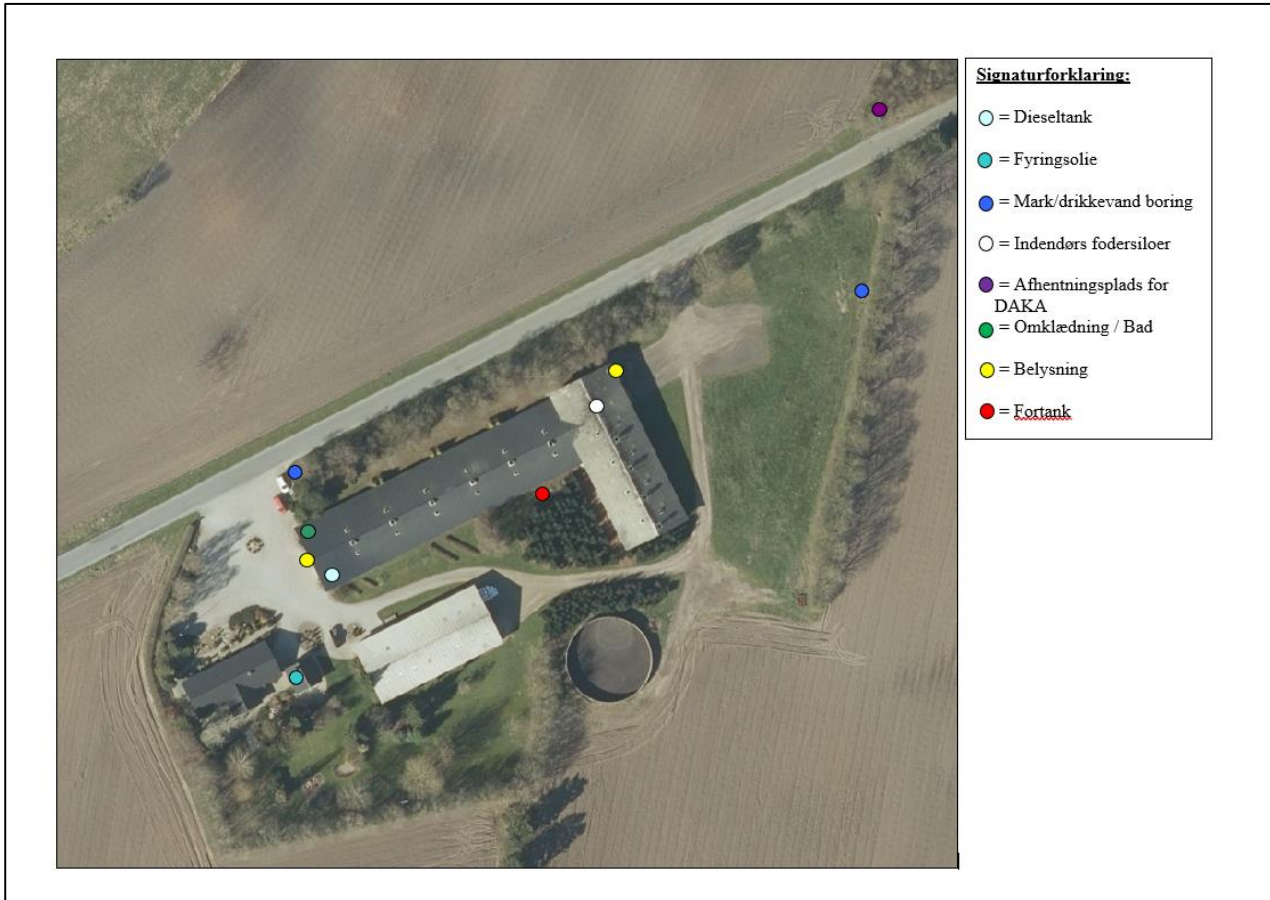 Signaturforklaring:
= Dieseltank
= Fyringsolie
= Mark/drikkevand boring
= Indendørs fodersiloer
= Afhentningsplads for
DAKA
= Omklædning / Bad
= Belysning
= Fortank